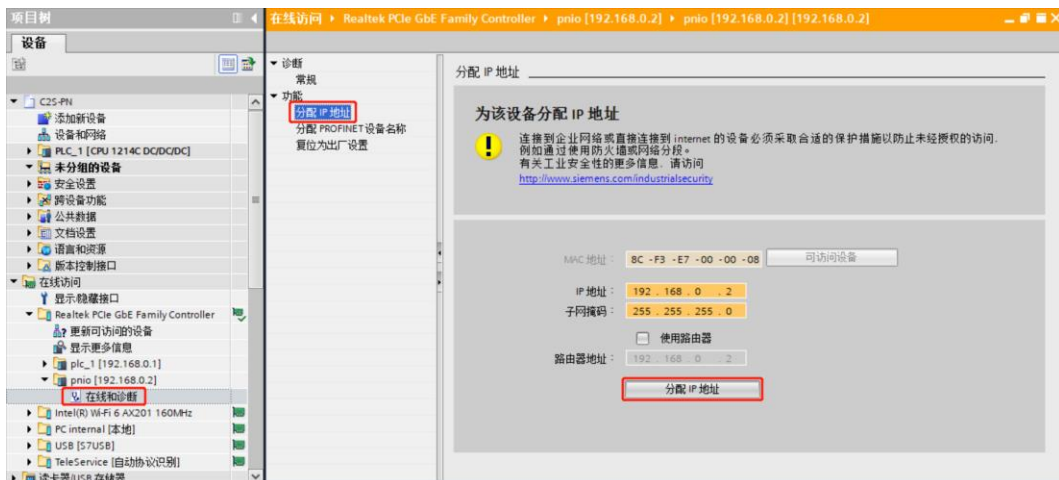 项目树
在线访问 ▸ Realtek PCIe GbE Family Controller ▸ pnio [192.168.0.2] ▸ pnio [192.168.0.2] [192.168.0.2]
设备
C2S-PN
添加新设备
设备和网络
PLC_1 [CPU 1214C DC/DC/DC]
未分组的设备
安全设置
跨设备功能
公共数据
文档设置
语言和资源
版本控制接口
在线访问
显示/隐藏接口
Realtek PCIe GbE Family Controller
更新可访问的设备
显示更多信息
plc_1 [192.168.0.1]
pnio [192.168.0.2]
在线和诊断
Intel(R) Wi-Fi 6 AX201 160MHz
PC internal [本地]
USB [S7USB]
TeleService [自动协议识别]
读卡器/USB 存储器
诊断
常规
功能
分配 IP 地址
分配 PROFINET 设备名称
复位为出厂设置
分配 IP 地址
为该设备分配 IP 地址
连接到企业网络或直接连接到 internet 的设备必须采取合适的保护措施以防止未经授权的访问.
例如通过使用防火墙或网络分段。
有关工业安全性的更多信息, 请访问
http://www.siemens.com/industrialsecurity
MAC 地址: 8C -F3 -E7 -00 -00 -08 可访问设备
IP 地址: 192 . 168 . 0 . 2
子网掩码: 255 . 255 . 255 . 0
使用路由器
路由器地址: 192 . 168 . 0 . 2
分配 IP 地址